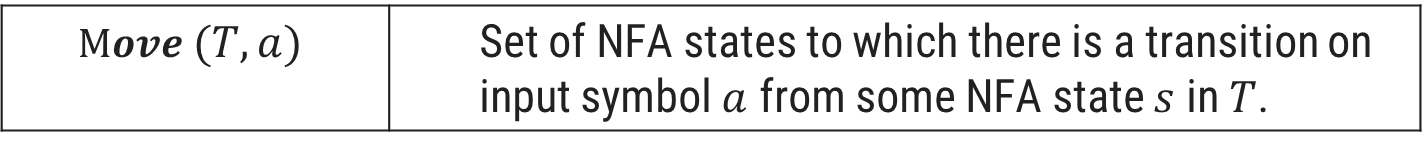 Move (T, a)
Set of NFA states to which there is a transition on
input symbol a from some NFA state s in T.